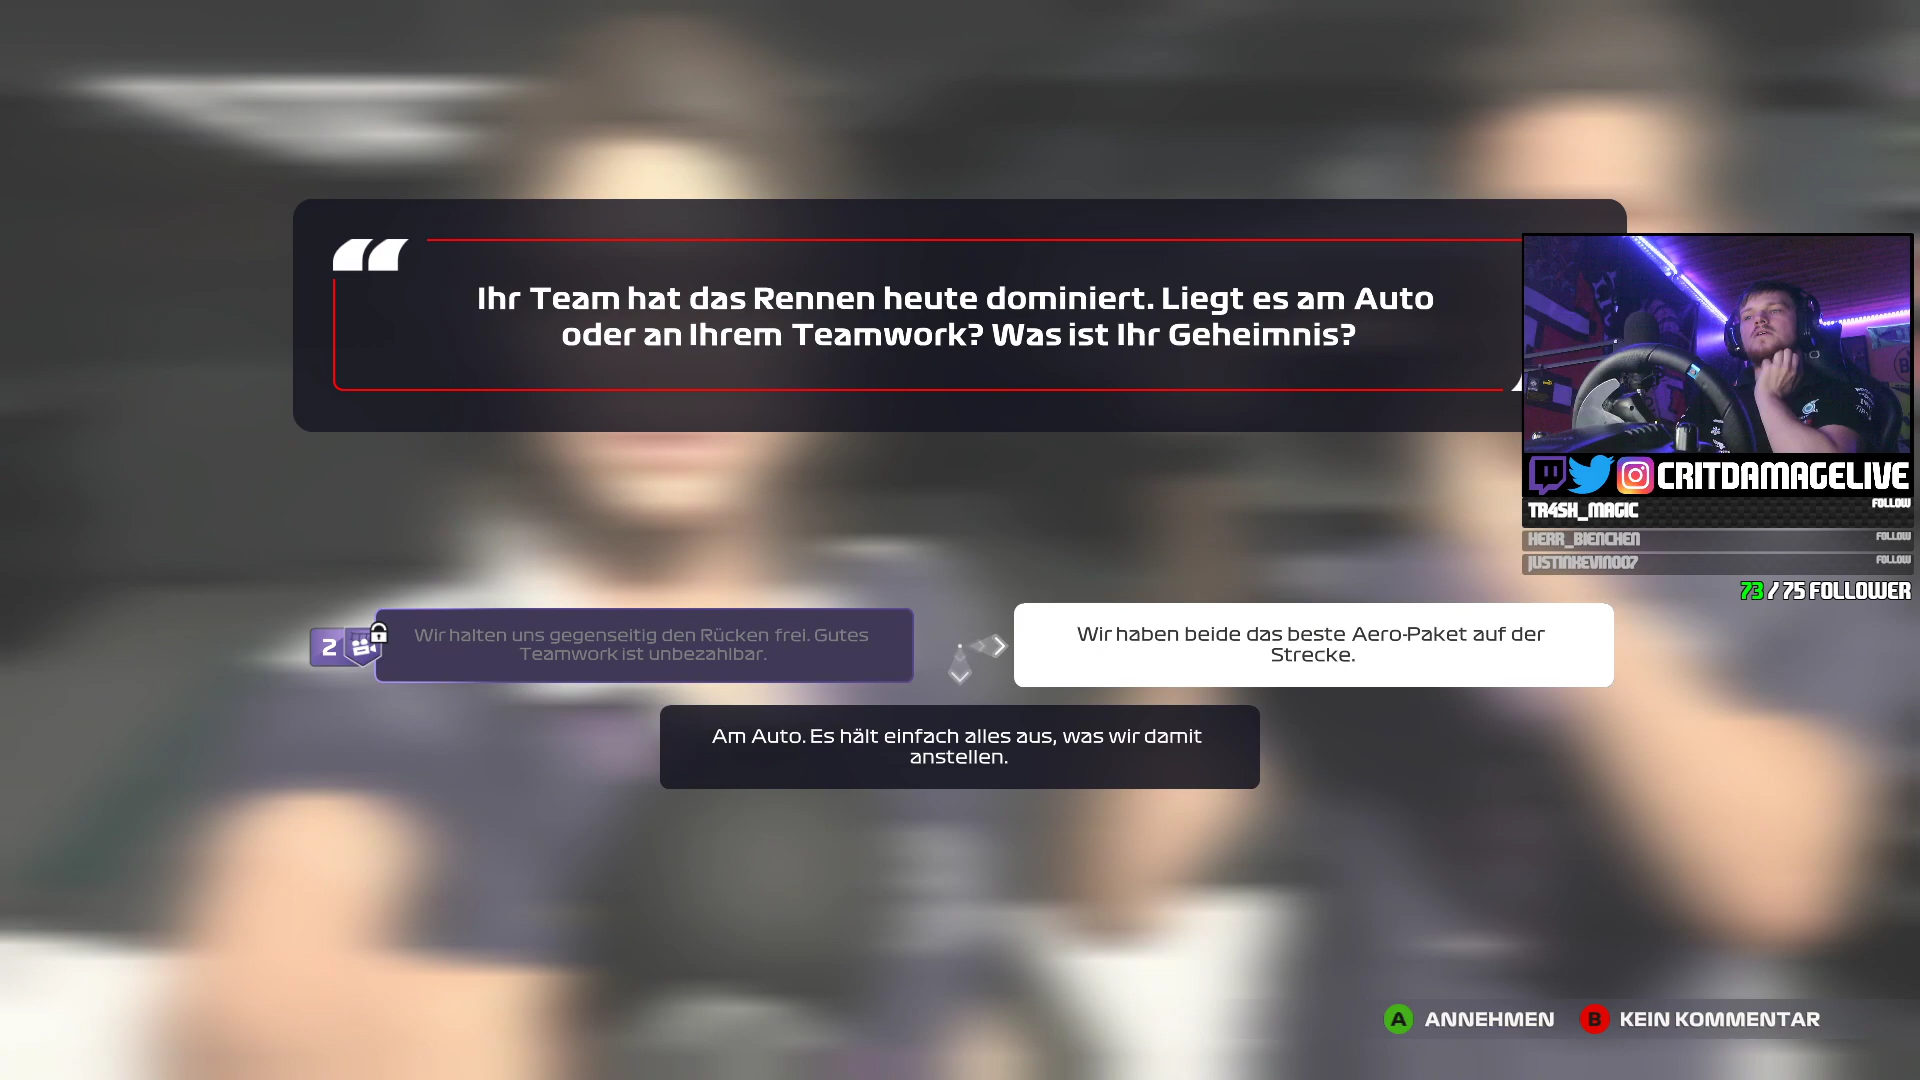 Ihr Team hat das Rennen heute dominiert. Liegt es am Auto
oder an Ihrem Teamwork? Was ist Ihr Geheimnis?
CRITDAMAGELIVE
TR4SH_MAGIC FOLLOW
HERR_BIENCHEN FOLLOW
JUSTINKEVIN007 FOLLOW
73 / 75 FOLLOWER
2
Wir halten uns gegenseitig den Rücken frei. Gutes
Teamwork ist unbezahlbar.
Wir haben beide das beste Aero-Paket auf der
Strecke.
Am Auto. Es hält einfach alles aus, was wir damit
anstellen.
A ANNEHMEN B KEIN KOMMENTAR